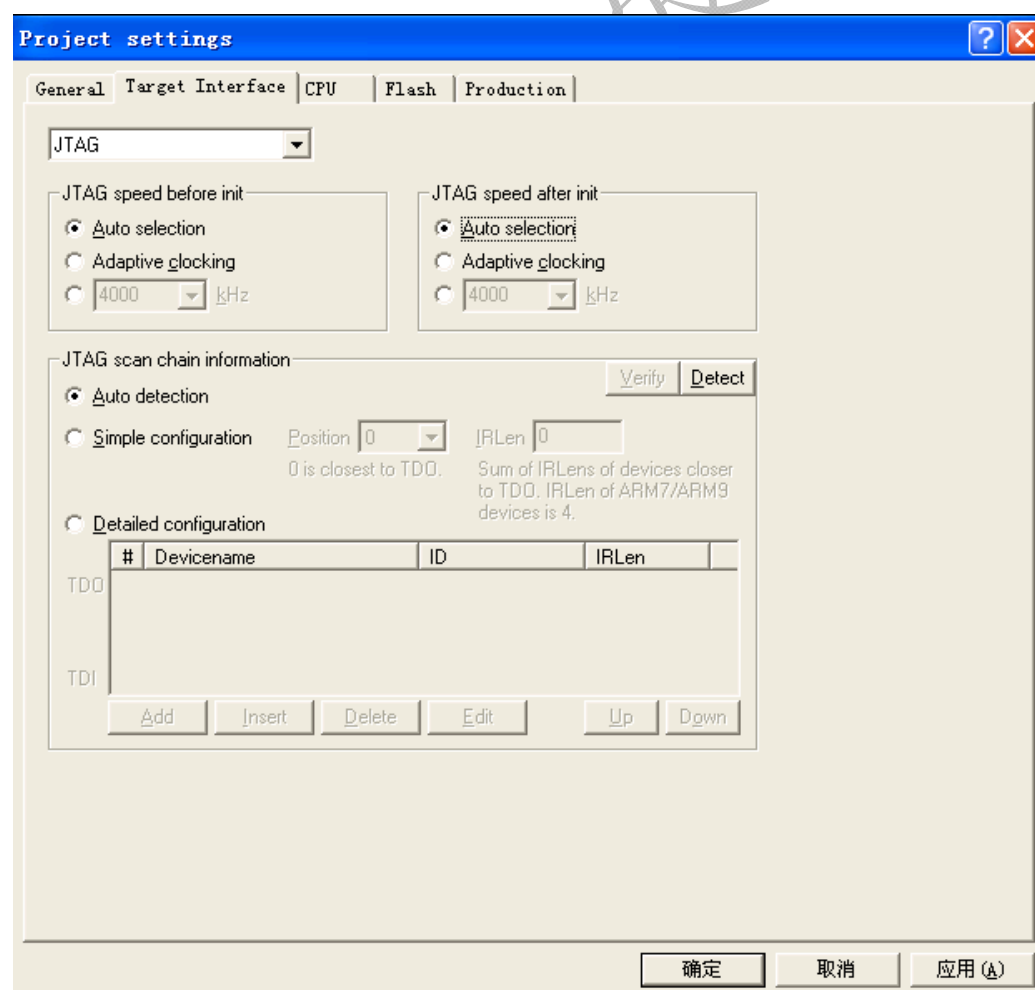 Project settings
General Target Interface CPU Flash Production
JTAG
JTAG speed before init
Auto selection
Adaptive clocking
4000 kHz
JTAG speed after init
Auto selection
Adaptive clocking
4000 kHz
JTAG scan chain information
Verify Detect
Auto detection
Simple configuration Position 0 IRLen 0
0 is closest to TDO.
Sum of IRLens of devices closer
to TDO. IRLen of ARM7/ARM9
devices is 4.
Detailed configuration
# Devicename ID IRLen
TDO
TDI
Add Insert Delete Edit Up Down
确定 取消 应用(A)